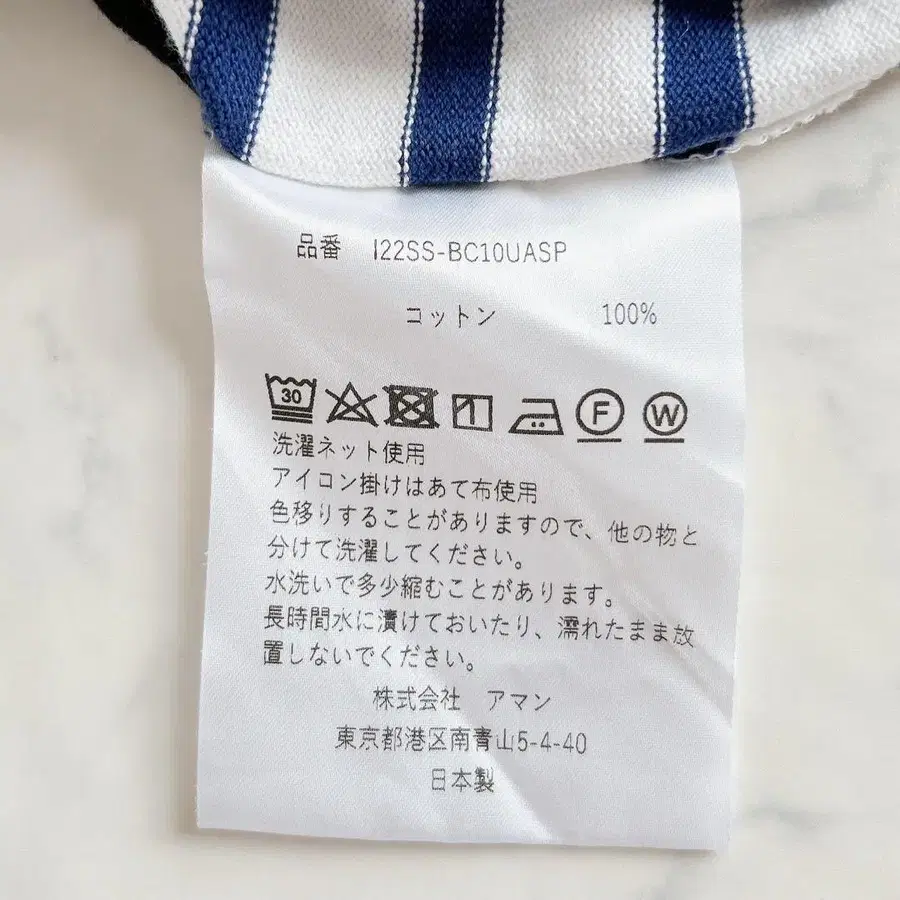 品番 I22SS-BC10UASP
コットン 100%
30 1 F W
洗濯ネット使用
アイコン掛けはあて布使用
色移りすることがありますので、他の物と
分けて洗濯してください。
水洗いで多少縮むことがあります。
長時間水に漬けておいたり、濡れたまま放
置しないでください。
株式会社 アマン
東京都港区南青山5-4-40
日本製